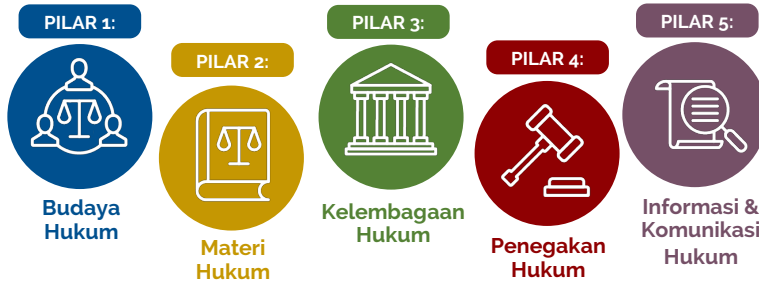 PILAR 1:
Budaya
Hukum
PILAR 2:
Materi
Hukum
PILAR 3:
Kelembagaan
Hukum
PILAR 4:
Penegakan
Hukum
PILAR 5:
Informasi &
Komunikasi
Hukum